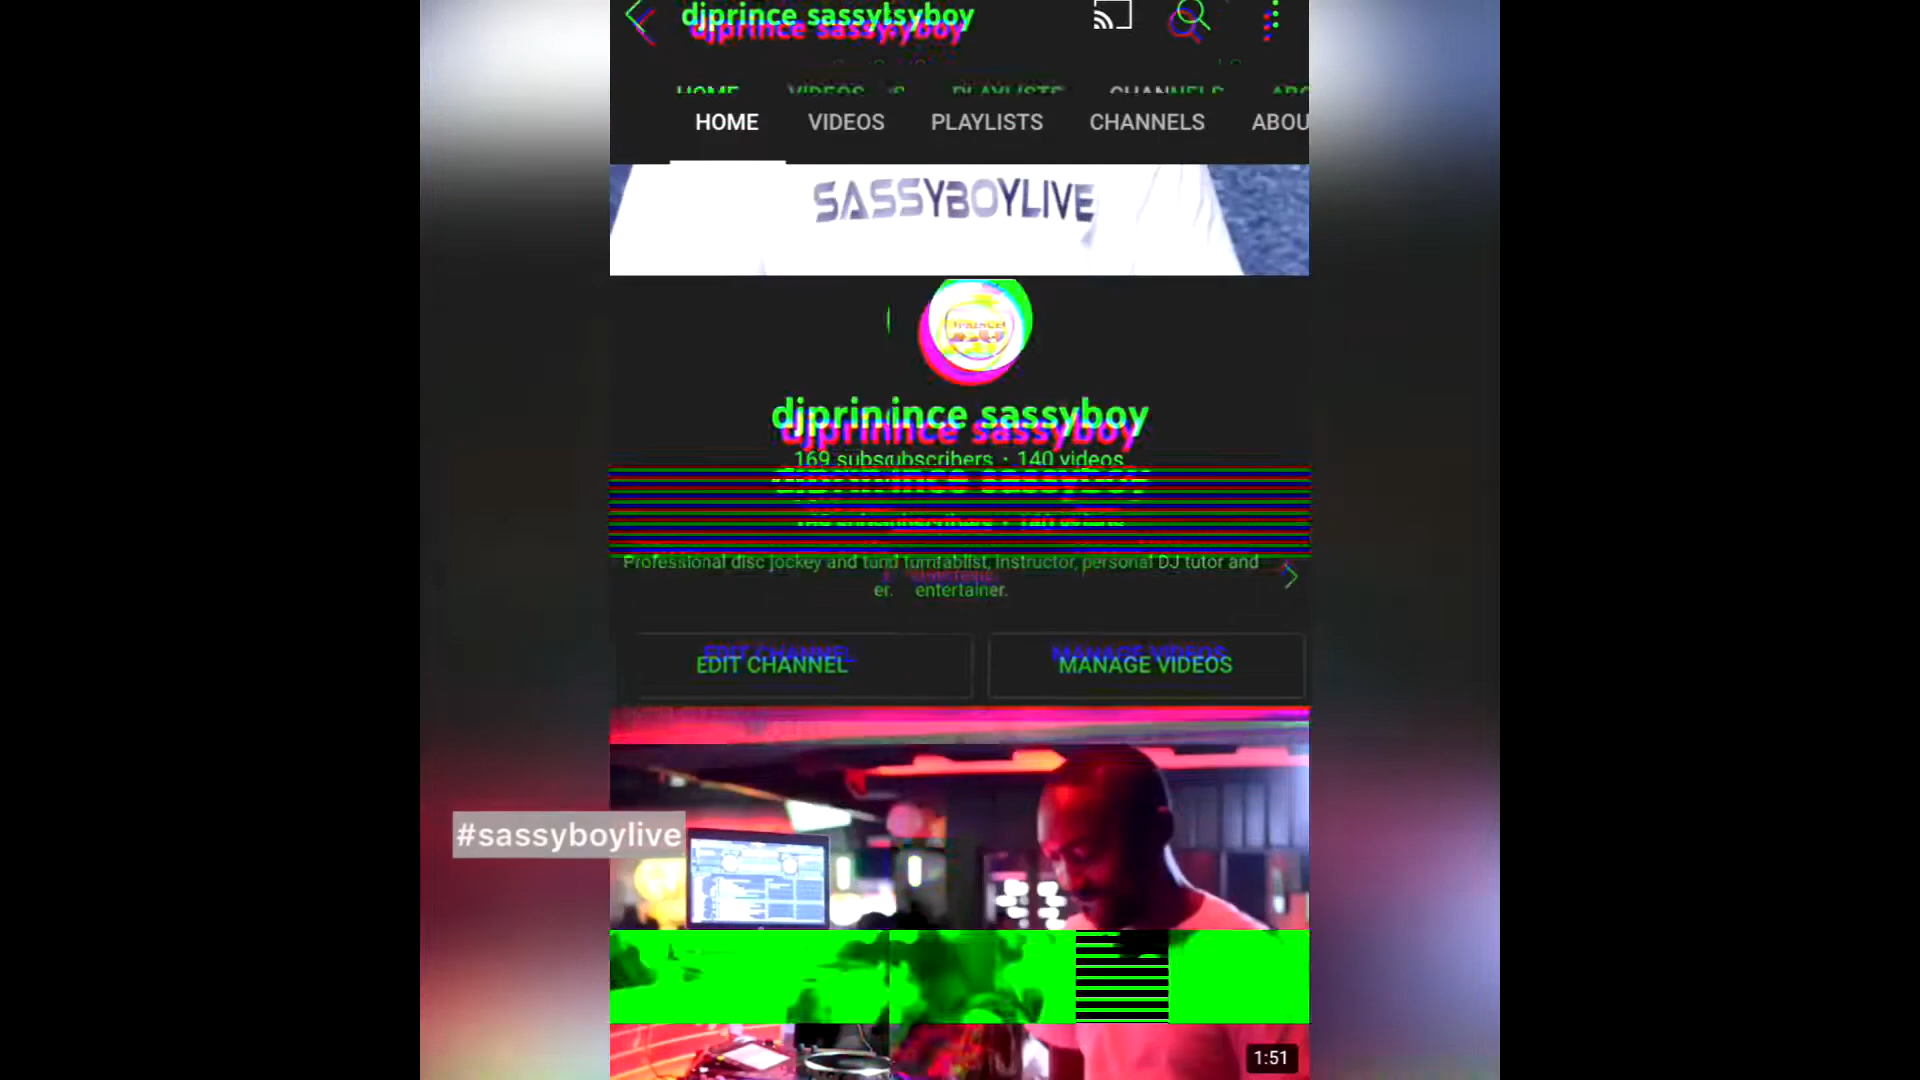 djprince sassyboy
HOME VIDEOS PLAYLISTS CHANNELS ABOU
SASSYBOYLIVE
djprince sassyboy
169 subscribers · 140 videos
Professional disc jockey and turntablist, instructor, personal DJ tutor and
entertainer.
EDIT CHANNEL MANAGE VIDEOS
#sassyboylive
1:51